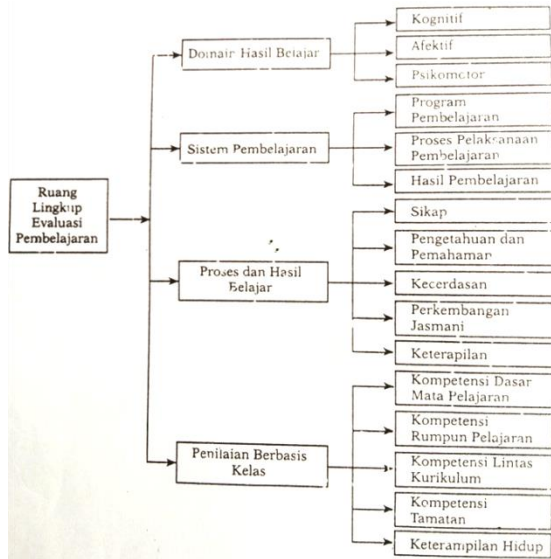 Ruang
Lingkup
Evaluasi
Pembelajaran
Domain Hasil Belajar
Kognitif
Afektif
Psikomotor
Sistem Pembelajaran
Program
Pembelajaran
Proses Pelaksanaan
Pembelajaran
Hasil Pembelajaran
Proses dan Hasil
Belajar
Sikap
Pengetahuan dan
Pemahaman
Kecerdasan
Perkembangan
Jasmani
Keterapilan
Penilaian Berbasis
Kelas
Kompetensi Dasar
Mata Pelajaran
Kompetensi
Rumpun Pelajaran
Kompetensi Lintas
Kurikulum
Kompetensi
Tamatan
Keterampilan Hidup